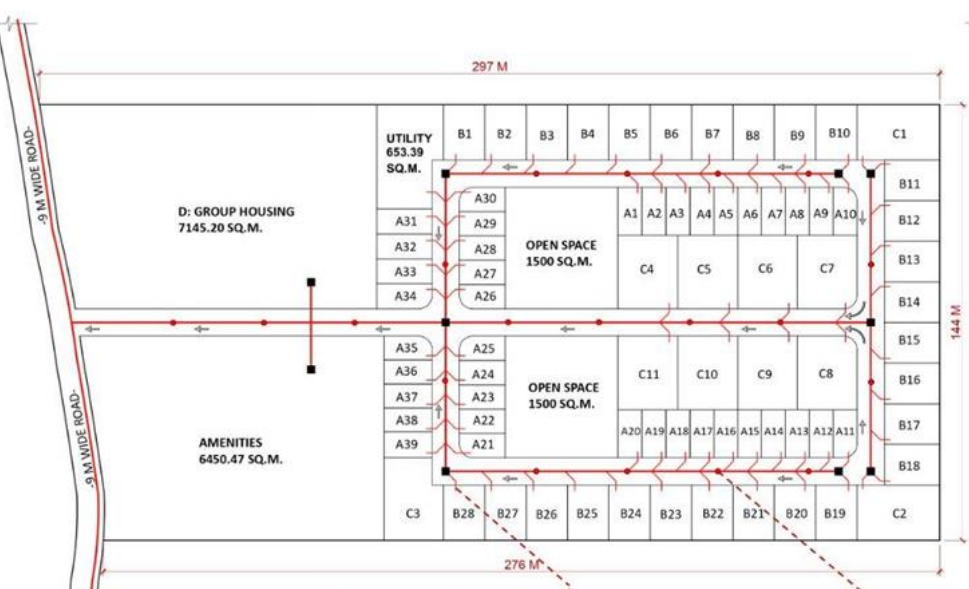 297 M
UTILITY
653.39
SQ.M.
B1 B2 B3 B4 B5 B6 B7 B8 B9 B10 C1
B11
B12
B13
B14
B15
B16
B17
B18
-9 M WIDE ROAD-
D: GROUP HOUSING
7145.20 SQ.M.
A31
A32
A33
A34
A30
A29
A28
A27
A26
OPEN SPACE
1500 SQ.M.
A1 A2 A3 A4 A5 A6 A7 A8 A9 A10
C4 C5 C6 C7
144 M
A35
A36
A37
A38
A39
A25
A24
A23
A22
A21
OPEN SPACE
1500 SQ.M.
C11 C10 C9 C8
A20 A19 A18 A17 A16 A15 A14 A13 A12 A11
-9 M WIDE ROAD-
AMENITIES
6450.47 SQ.M.
C3 B28 B27 B26 B25 B24 B23 B22 B21 B20 B19 C2
276 M